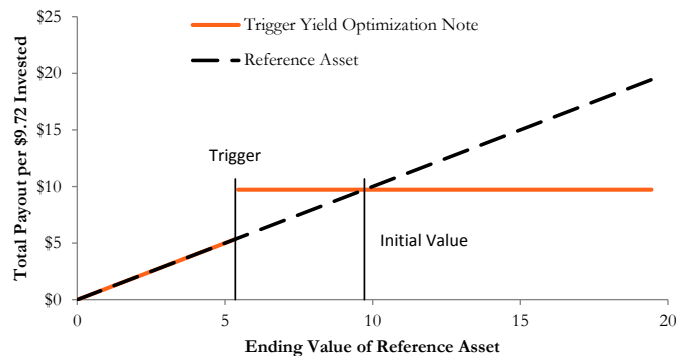 $25
Trigger Yield Optimization Note
Reference Asset
$20
$15
Trigger
$10
Initial Value
$5
$0
0
5
10
15
20
Total Payout per $9.72 Invested
Ending Value of Reference Asset